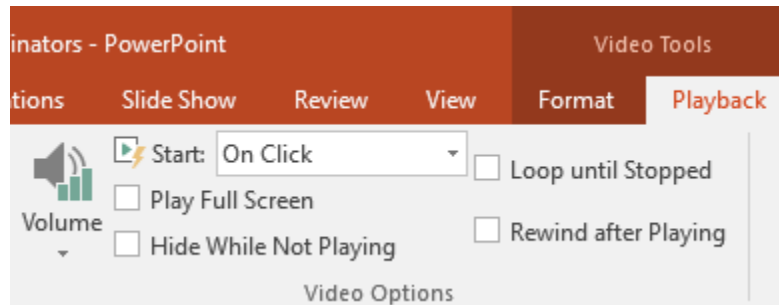 inators - PowerPoint
Video Tools
tions Slide Show Review View Format Playback
Start: On Click
Loop until Stopped
Play Full Screen
Volume
Rewind after Playing
Hide While Not Playing
Video Options